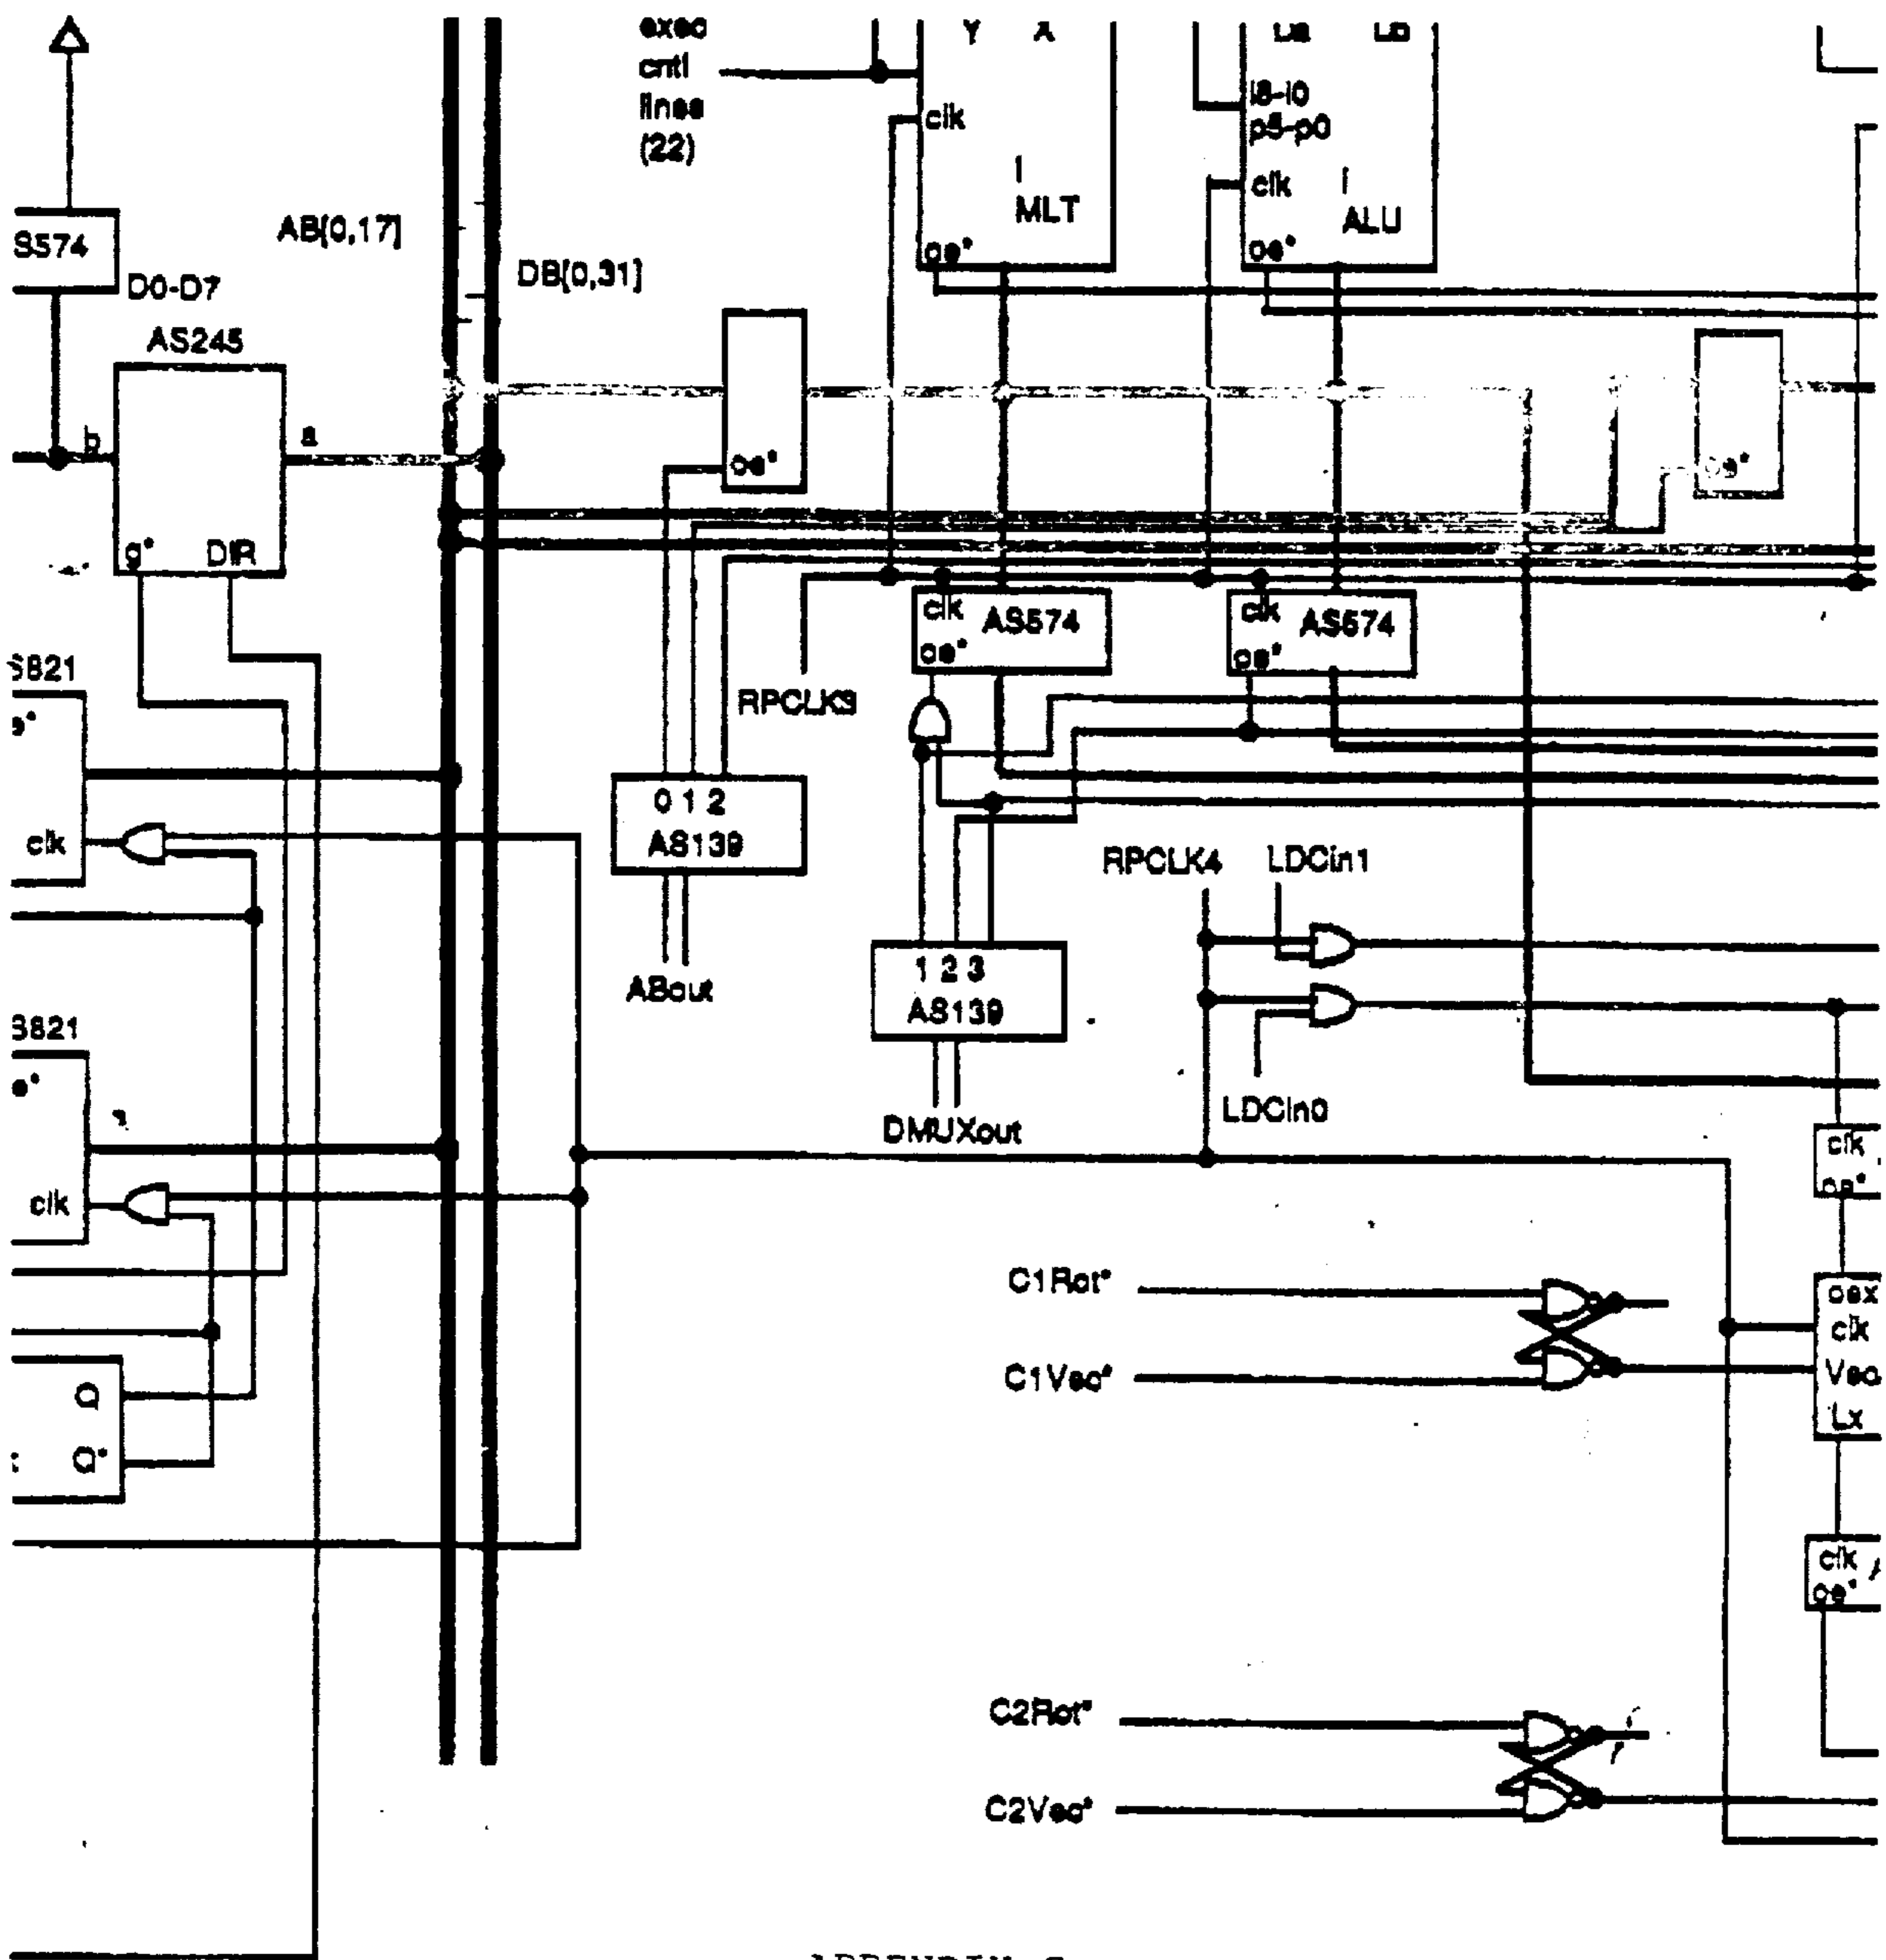 exec
cntl
lines
(22)
Y A
clk
I
MLT
oe*
Da Db
i8-i0
p5-p0
clk
I
ALU
oe*
S574
D0-D7
AB[0,17]
DB[0,31]
AS245
b
a
g*
DIR
oe*
oe*
clk
AS574
oe*
clk
AS574
oe*
RPCLK3
S821
e*
clk
0 1 2
AS139
ABout
1 2 3
AS139
DMUXout
RPCLK4
LDCin1
LDCin0
S821
e*
clk
clk
oe*
C1Rot*
C1Vec*
oex
clk
Vec
Lx
Q
Q*
clk
oe*
C2Rot*
C2Vec*